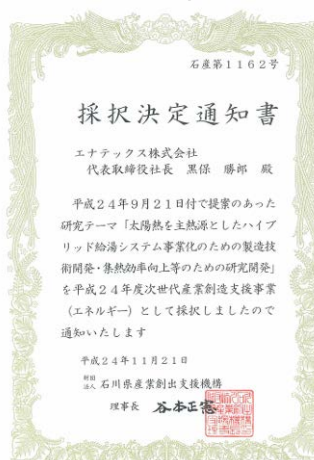 石産第1162号
採択決定通知書
エナテックス株式会社
代表取締役社長 黒保 勝郎 殿
平成24年9月21日付で提案のあった
研究テーマ「太陽熱を主熱源としたハイブ
リッド給湯システム事業化のための製造技
術開発・集熱効率向上等のための研究開発」
を平成24年度次世代産業創造支援事業
(エネルギー)として採択しましたので
通知いたします
平成24年11月21日
財団
法人 石川県産業創出支援機構
理事長 谷本正憲